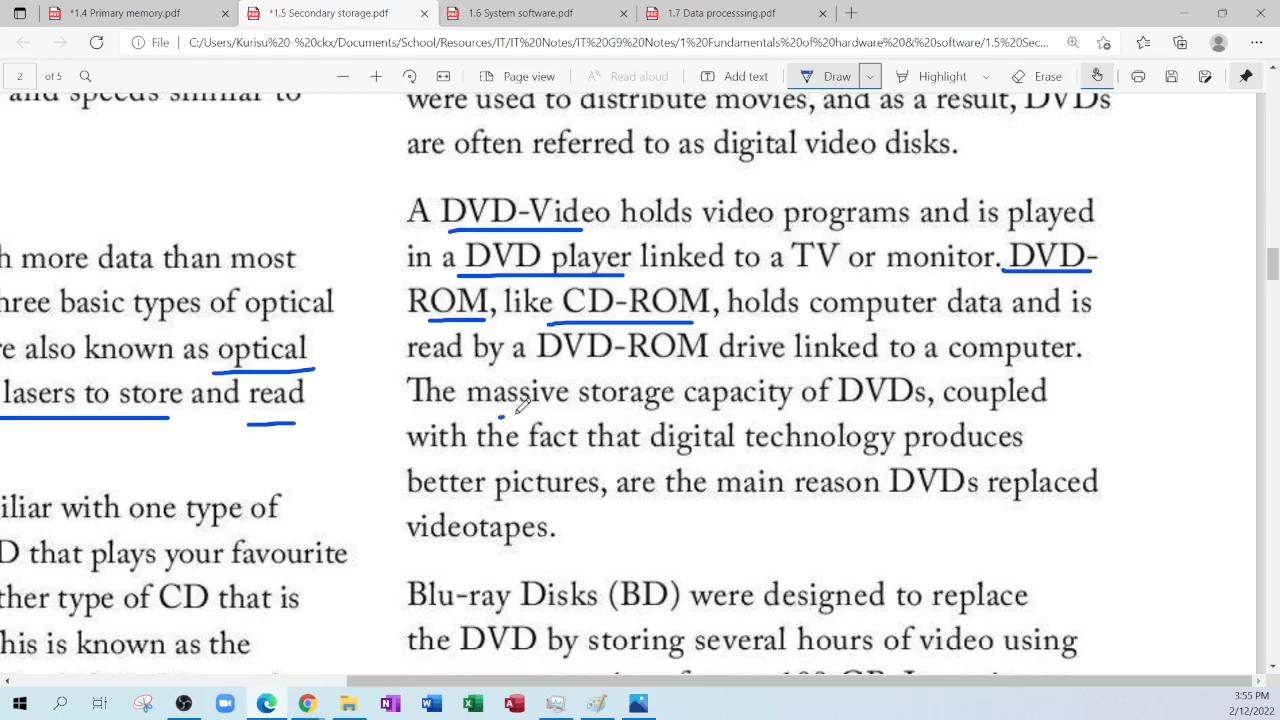 *1.4 Primary memory.pdf
*1.5 Secondary storage.pdf
1.6 System software.pdf
1.7 Data processsing.pdf
File
C:/Users/Kurisu%20-%20ckx/Documents/School/Resources/IT/IT%20Notes/IT%20G9%20Notes/1%20Fundamentals%20of%20hardware%20&%20software/1.5%20Sec...
2 of 5
Page view
Read aloud
Add text
Draw
Highlight
Erase
and speeds similar to
h more data than most
hree basic types of optical
re also known as optical
lasers to store and read
iliar with one type of
D that plays your favourite
ther type of CD that is
his is known as the
were used to distribute movies, and as a result, DVDs
are often referred to as digital video disks.
A DVD-Video holds video programs and is played
in a DVD player linked to a TV or monitor. DVD-
ROM, like CD-ROM, holds computer data and is
read by a DVD-ROM drive linked to a computer.
The massive storage capacity of DVDs, coupled
with the fact that digital technology produces
better pictures, are the main reason DVDs replaced
videotapes.
Blu-ray Disks (BD) were designed to replace
the DVD by storing several hours of video using
3:55 PM
2/12/2022